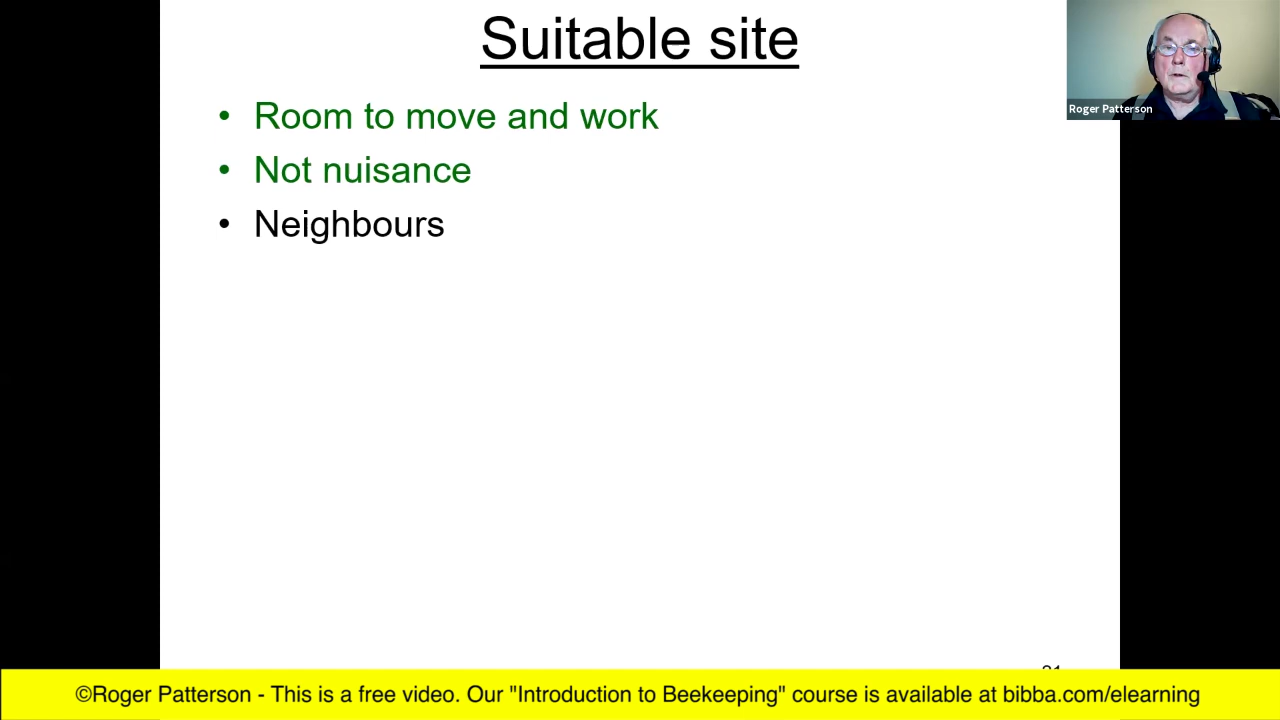 Suitable site
Roger Patterson
• Room to move and work
• Not nuisance
• Neighbours
©Roger Patterson - This is a free video. Our "Introduction to Beekeeping" course is available at bibba.com/elearning